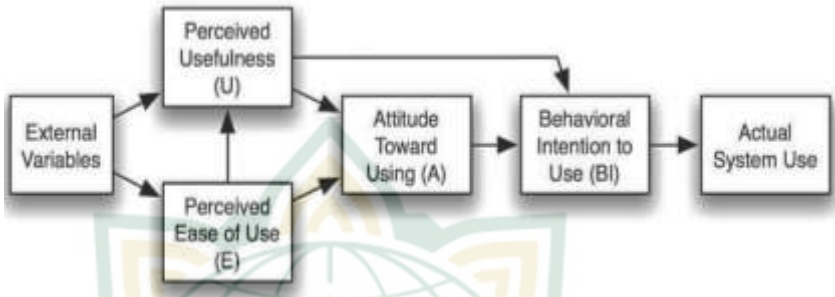 Perceived
Usefulness
(U)
External
Variables
Perceived
Ease of Use
(E)
Attitude
Toward
Using (A)
Behavioral
Intention to
Use (BI)
Actual
System Use